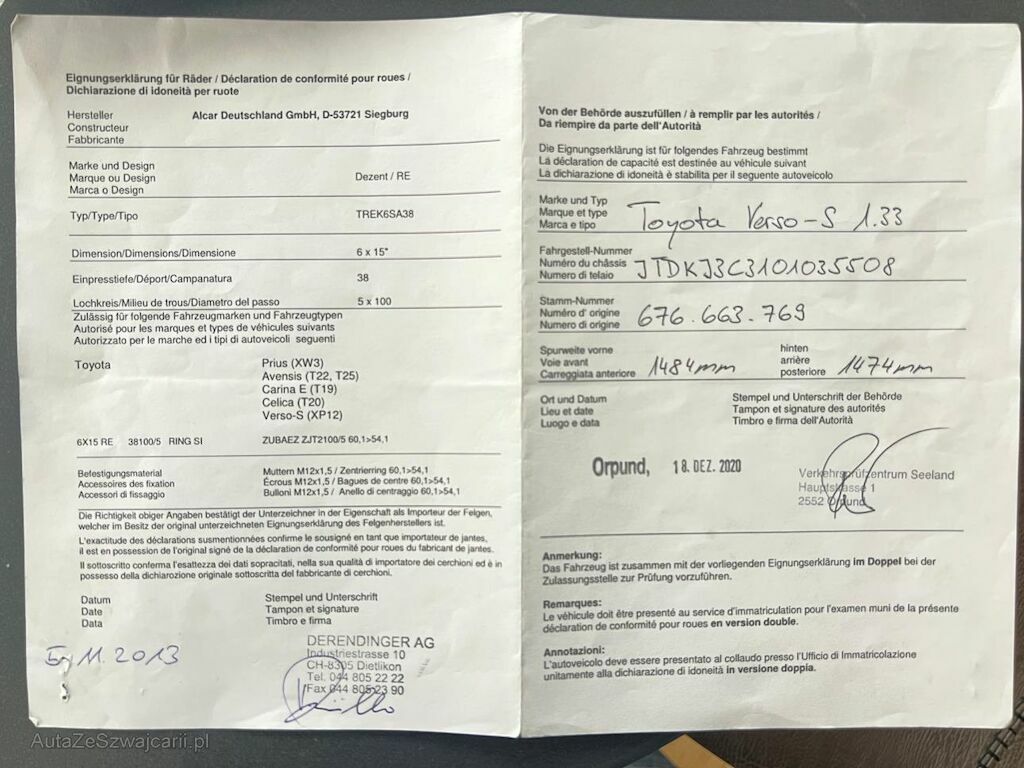 Eignungserklärung für Räder / Déclaration de conformité pour roues /
Dichiarazione di idoneità per ruote
Hersteller Alcar Deutschland GmbH, D-53721 Siegburg
Constructeur
Fabbricante
Marke und Design
Marque ou Design Dezent / RE
Marca o Design
Typ/Type/Tipo TREK6SA38
Dimension/Dimensions/Dimensione 6 x 15"
Einpresstiefe/Déport/Campanatura 38
Lochkreis/Milieu de trous/Diametro del passo 5 x 100
Zulässig für folgende Fahrzeugmarken und Fahrzeugtypen
Autorisé pour les marques et types de véhicules suivants
Autorizzato per le marche ed i tipi di autoveicoli seguenti
Toyota Prius (XW3)
Avensis (T22, T25)
Carina E (T19)
Celica (T20)
Verso-S (XP12)
6X15 RE 38100/5 RING SI ZUBAEZ ZJT2100/5 60,1>54,1
Befestigungsmaterial Muttern M12x1,5 / Zentrierring 60,1>54,1
Accessoires des fixation Écrous M12x1,5 / Bagues de centre 60,1>54,1
Accessori di fissaggio Bulloni M12x1,5 / Anello di centraggio 60,1>54,1
Die Richtigkeit obiger Angaben bestätigt der Unterzeichner in der Eigenschaft als Importeur der Felgen,
welcher im Besitz der original unterzeichneten Eignungserklärung des Felgenherstellers ist.
L'exactitude des déclarations susmentionnées confirme le sousigné en tant que importateur de jantes,
il est en possession de l'original signé de la déclaration de conformité pour roues du fabricant de jantes.
Il sottoscritto conferma l'esattezza dei dati sopracitati, nella sua qualità di importatore dei cerchioni ed è in
possesso della dichiarazione originale sottoscritta del fabbricante di cerchioni.
Datum Stempel und Unterschrift
Date Tampon et signature
Data Timbro e firma
DERENDINGER AG
Industriestrasse 10
CH-8305 Dietlikon
Tel. 044 805 22 22
Fax 044 805 23 90
11. 2013
Von der Behörde auszufüllen / à remplir par les autorités /
Da riempire da parte dell'Autorità
Die Eignungserklärung ist für folgendes Fahrzeug bestimmt
La déclaration de capacité est destinée au véhicule suivant
La dichiarazione di idoneità è stabilita per il seguente autoveicolo
Marke und Typ
Marque et type Toyota Verso-S 1.33
Marca e tipo
Fahrgestell-Nummer
Numéro du châssis JTDKJ3C3101035508
Numero di telaio
Stamm-Nummer
Numéro d' origine 676.663.769
Numero di origine
Spurweite vorne hinten
Voie avant 1484mm arrière 1474mm
Carreggiata anteriore posteriore
Ort und Datum Stempel und Unterschrift der Behörde
Lieu et date Tampon et signature des autorités
Luogo e data Timbro e firma dell'Autorità
Orpund, 18. DEZ. 2020
Verkehrsprüfzentrum Seeland
Hauptstrasse 1
2552 Orpund
Anmerkung:
Das Fahrzeug ist zusammen mit der vorliegenden Eignungserklärung im Doppel bei der
Zulassungsstelle zur Prüfung vorzuführen.
Remarques:
Le véhicule doit être presenté au service d'immatriculation pour l'examen muni de la présente
déclaration de conformité pour roues en version double.
Annotazioni:
L'autoveicolo deve essere presentato al collaudo presso l'Ufficio di Immatricolazione
unitamente alla dichiarazione di idoneità in versione doppia.
AutaZeSzwajcarii.pl